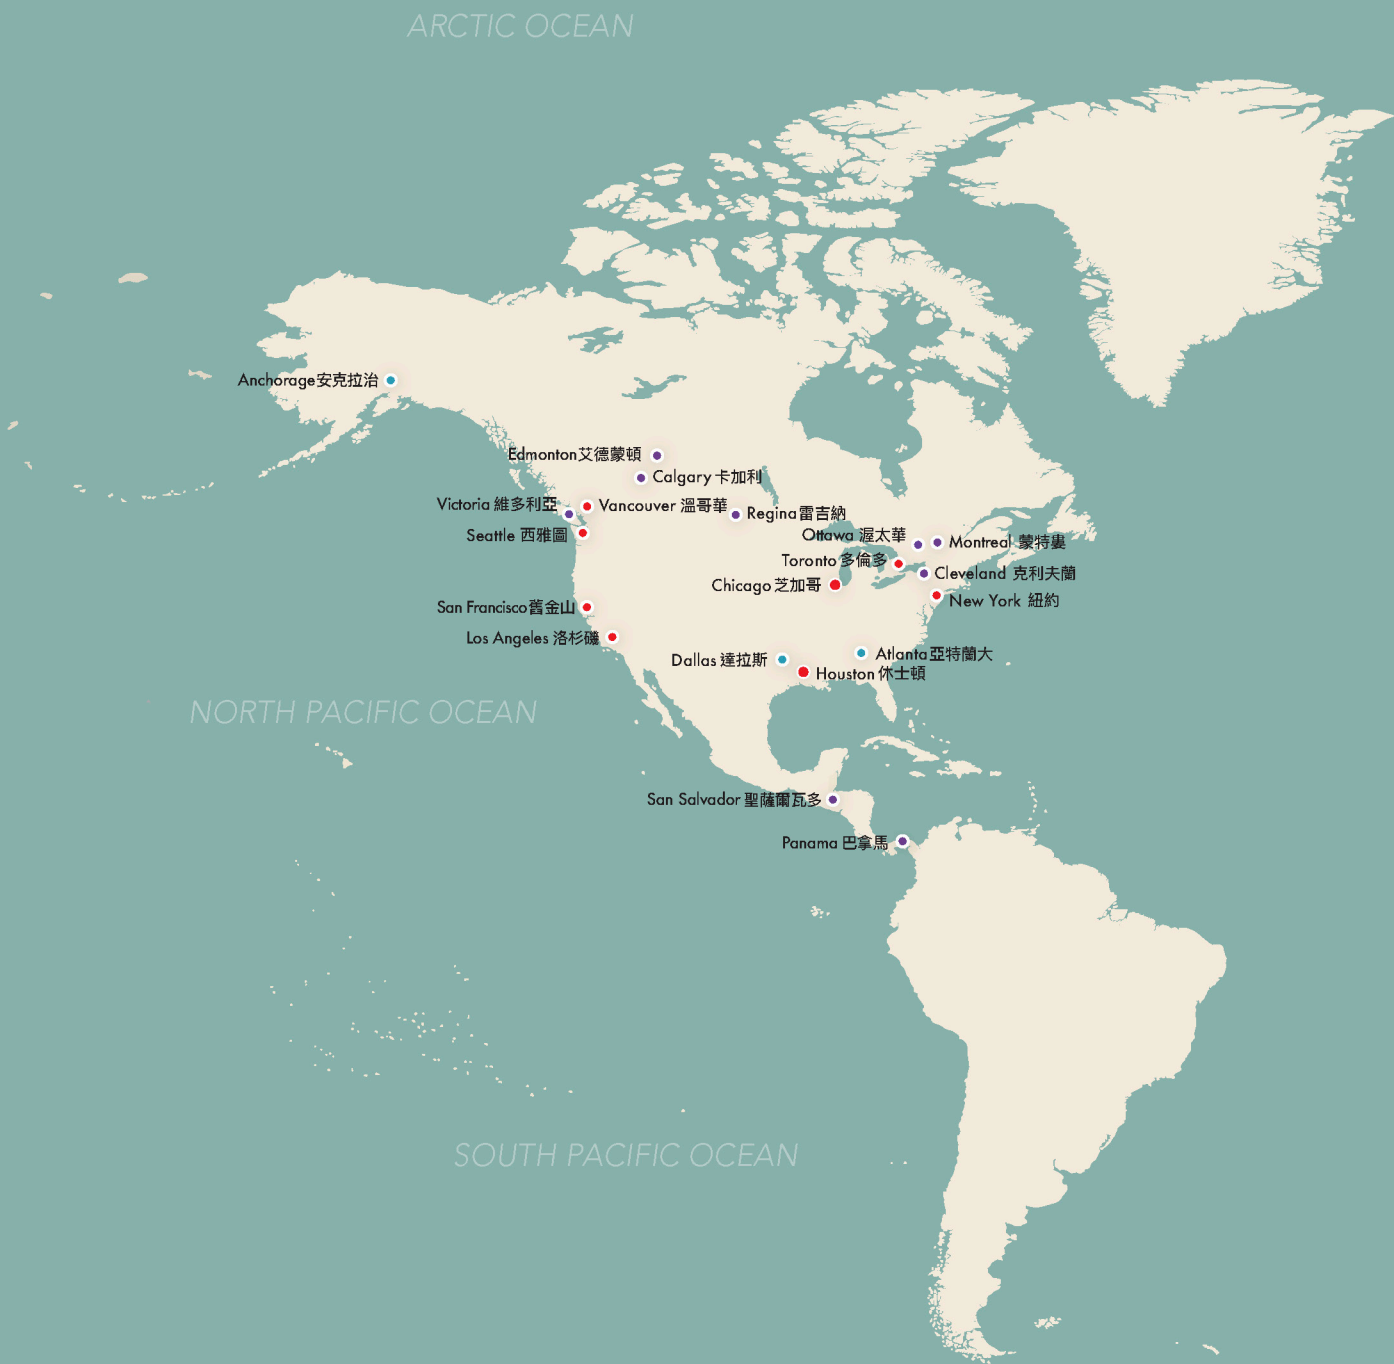 ARCTIC OCEAN
Anchorage安克拉治
Edmonton艾德蒙頓
Calgary 卡加利
Victoria 維多利亞
Vancouver 溫哥華
Regina雷吉納
Seattle 西雅圖
Ottawa 渥太華
Montreal 蒙特婁
Toronto 多倫多
Cleveland 克利夫蘭
Chicago 芝加哥
New York 紐約
San Francisco舊金山
Los Angeles 洛杉磯
Dallas 達拉斯
Atlanta亞特蘭大
Houston 休士頓
NORTH PACIFIC OCEAN
San Salvador 聖薩爾瓦多
Panama 巴拿馬
SOUTH PACIFIC OCEAN